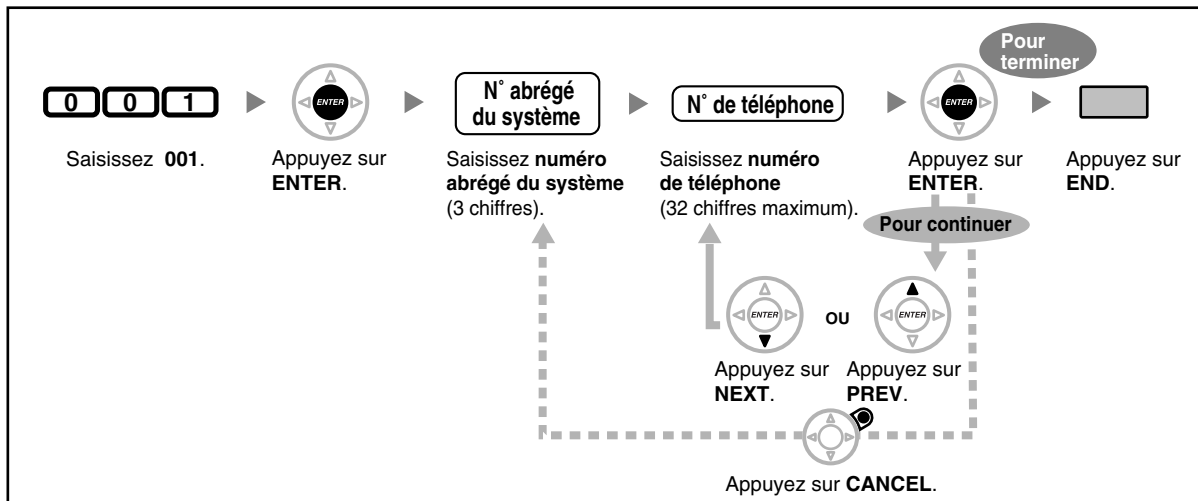 Pour
terminer
0 0 1
ENTER
N° abrégé
du système
N° de téléphone
ENTER
Saisissez 001.
Appuyez sur
ENTER.
Saisissez numéro
abrégé du système
(3 chiffres).
Saisissez numéro
de téléphone
(32 chiffres maximum).
Appuyez sur
ENTER.
Appuyez sur
END.
Pour continuer
ENTER
OU
ENTER
Appuyez sur
NEXT.
Appuyez sur
PREV.
Appuyez sur CANCEL.